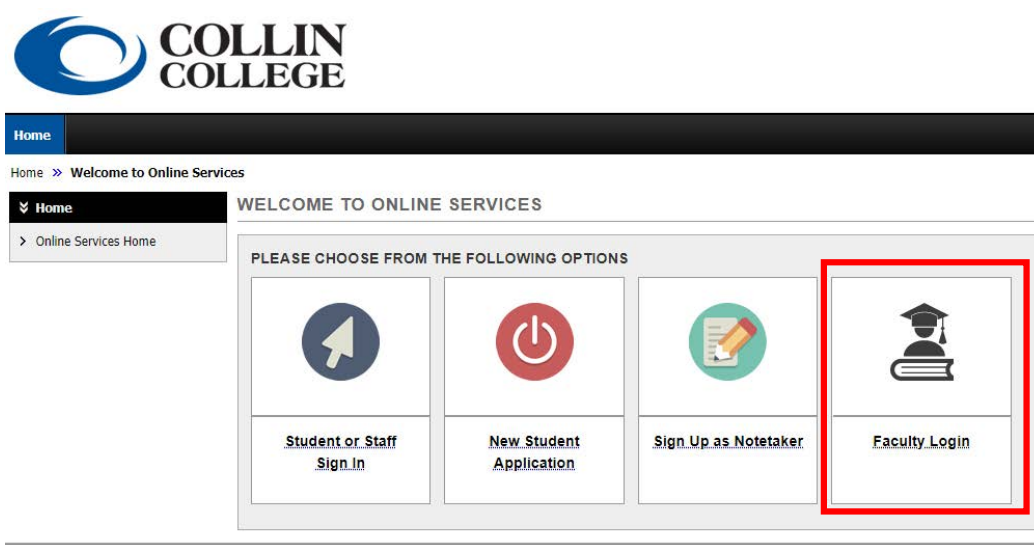 COLLIN
COLLEGE
Home
Home » Welcome to Online Services
Home
Online Services Home
WELCOME TO ONLINE SERVICES
PLEASE CHOOSE FROM THE FOLLOWING OPTIONS
Student or Staff
Sign In
New Student
Application
Sign Up as Notetaker
Faculty Login